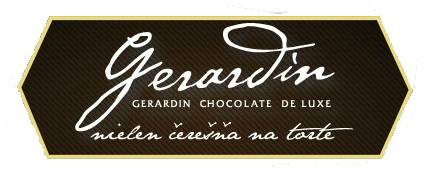 Gerardin
GERARDIN CHOCOLATE DE LUXE
nielen čerešňa na torte